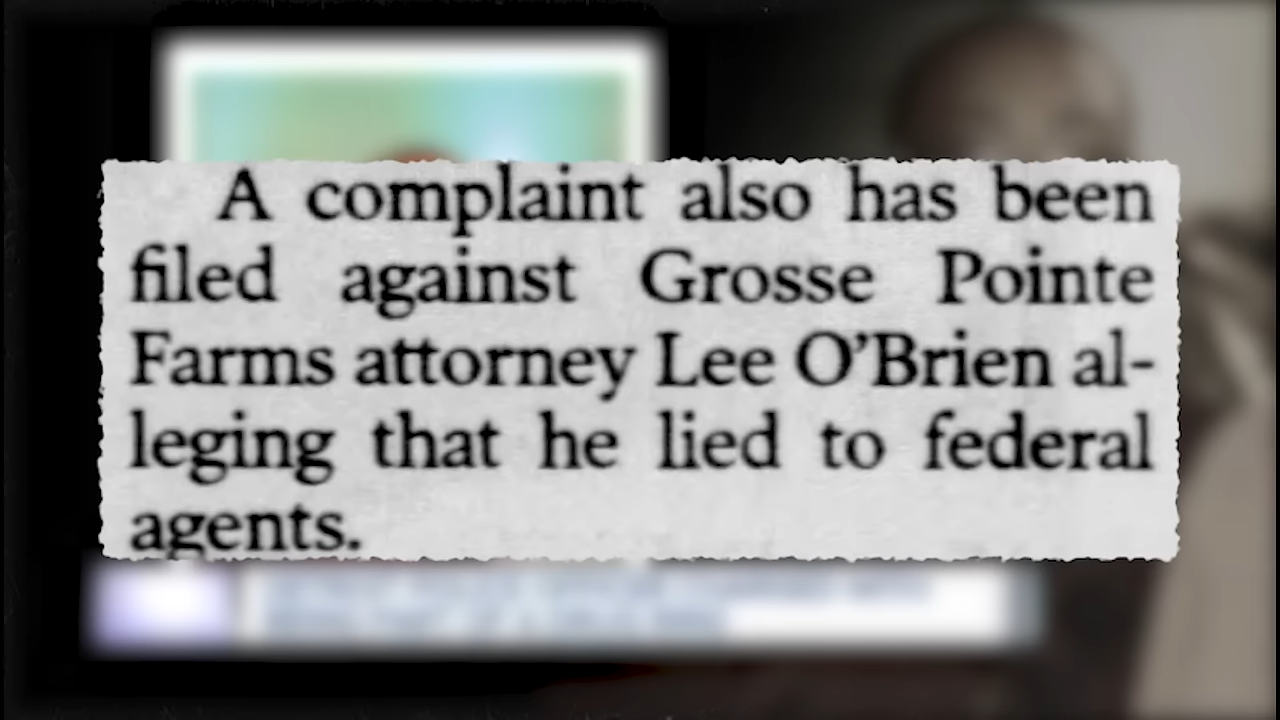 A complaint also has been
filed against Grosse Pointe
Farms attorney Lee O’Brien al-
leging that he lied to federal
agents.